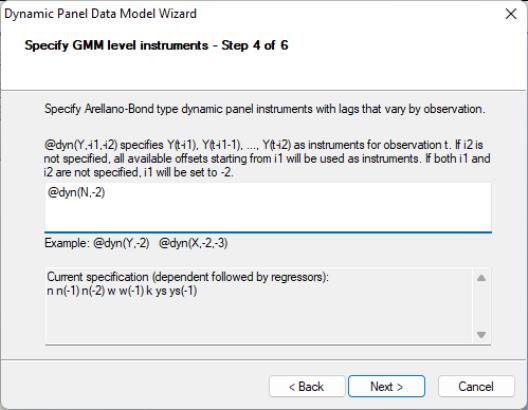 Dynamic Panel Data Model Wizard
Specify GMM level instruments - Step 4 of 6
Specify Arellano-Bond type dynamic panel instruments with lags that vary by observation.
@dyn(Y,-i1,-i2) specifies Y(t-i1), Y(t-i1-1), ..., Y(t-i2) as instruments for observation t. If i2 is
not specified, all available offsets starting from i1 will be used as instruments. If both i1 and
i2 are not specified, i1 will be set to -2.
@dyn(N,-2)
Example: @dyn(Y,-2) @dyn(X,-2,-3)
Current specification (dependent followed by regressors):
n n(-1) n(-2) w w(-1) k ys ys(-1)
< Back
Next >
Cancel